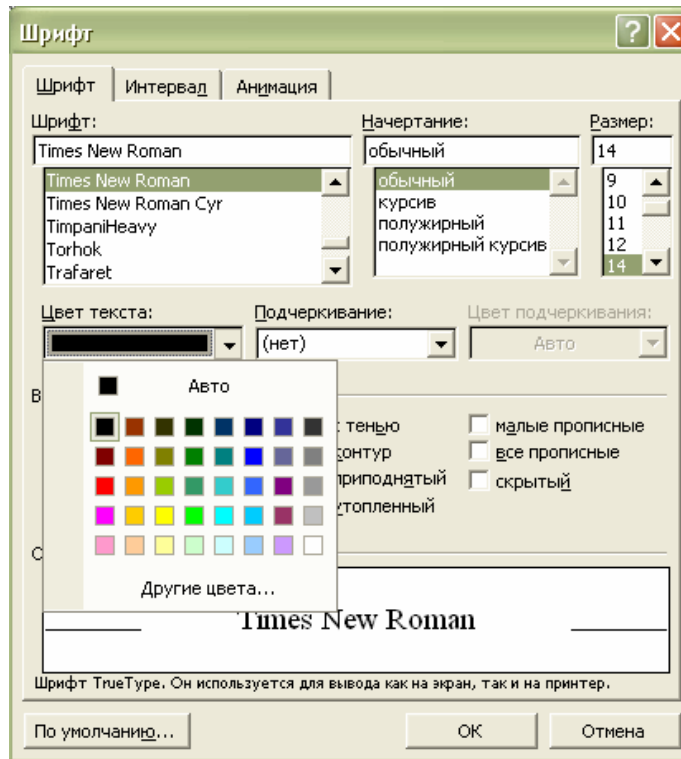 Шрифт
Шрифт Интервал Анимация
Шрифт: Начертание: Размер:
Times New Roman обычный 14
Times New Roman обычный 9
Times New Roman Cyr курсив 10
TimpaniHeavy полужирный 11
Torhok полужирный курсив 12
Trafaret 14
Цвет текста: Подчеркивание: Цвет подчеркивания:
(нет) Авто
Авто
В
тенью малые прописные
контур все прописные
приподнятый скрытый
утопленный
С
Другие цвета...
Times New Roman
Шрифт TrueType. Он используется для вывода как на экран, так и на принтер.
По умолчанию... ОК Отмена